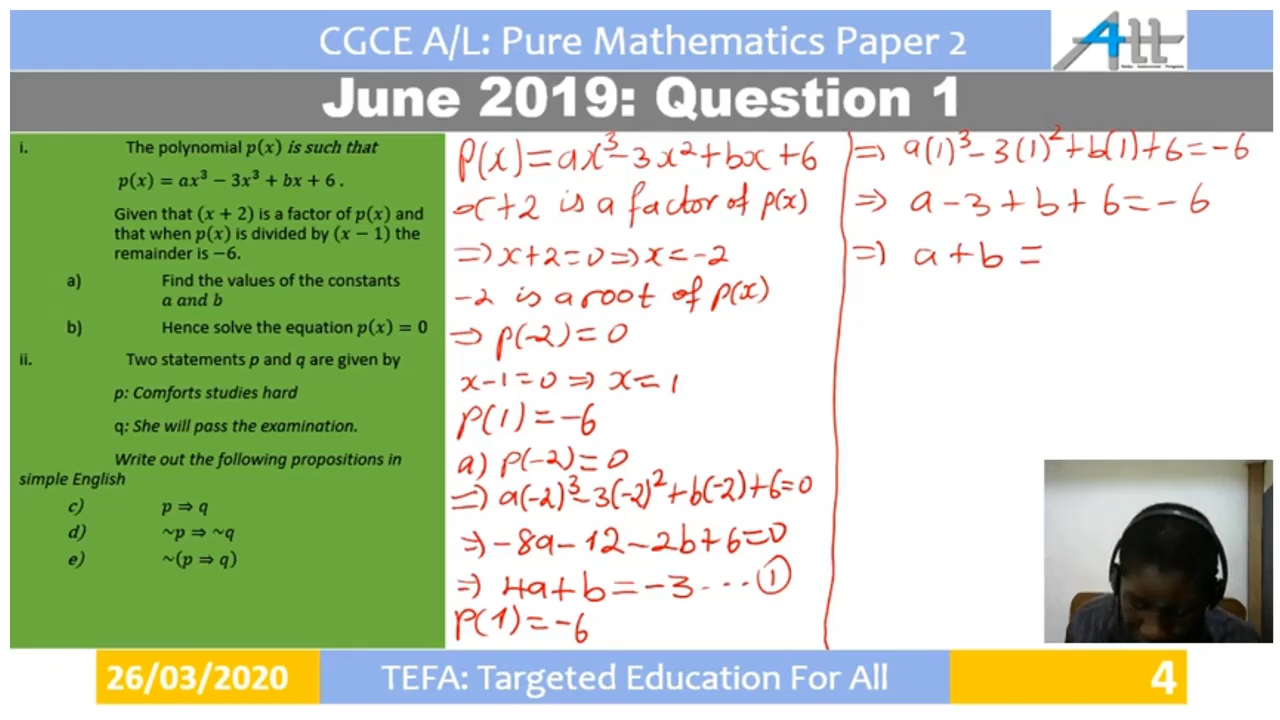 CGCE A/L: Pure Mathematics Paper 2
Att
June 2019: Question 1
i. The polynomial p(x) is such that
p(x) = ax³ − 3x³ + bx + 6 .
Given that (x + 2) is a factor of p(x) and
that when p(x) is divided by (x − 1) the
remainder is −6.
a) Find the values of the constants
a and b
b) Hence solve the equation p(x) = 0
ii. Two statements p and q are given by
p: Comforts studies hard
q: She will pass the examination.
Write out the following propositions in
simple English
c) p ⇒ q
d) ~p ⇒ ~q
e) ~(p ⇒ q)
P(x) = ax³ − 3x² + bx + 6
x + 2 is a factor of p(x)
⇒ x + 2 = 0 ⇒ x = −2
−2 is a root of p(x)
⇒ p(−2) = 0
x − 1 = 0 ⇒ x = 1
P(1) = −6
a) p(−2) = 0
⇒ a(−2)³ − 3(−2)² + b(−2) + 6 = 0
⇒ −8a − 12 − 2b + 6 = 0
⇒ 4a + b = −3 ... ①
P(1) = −6
⇒ a(1)³ − 3(1)² + b(1) + 6 = −6
⇒ a − 3 + b + 6 = −6
⇒ a + b =
26/03/2020
TEFA: Targeted Education For All
4